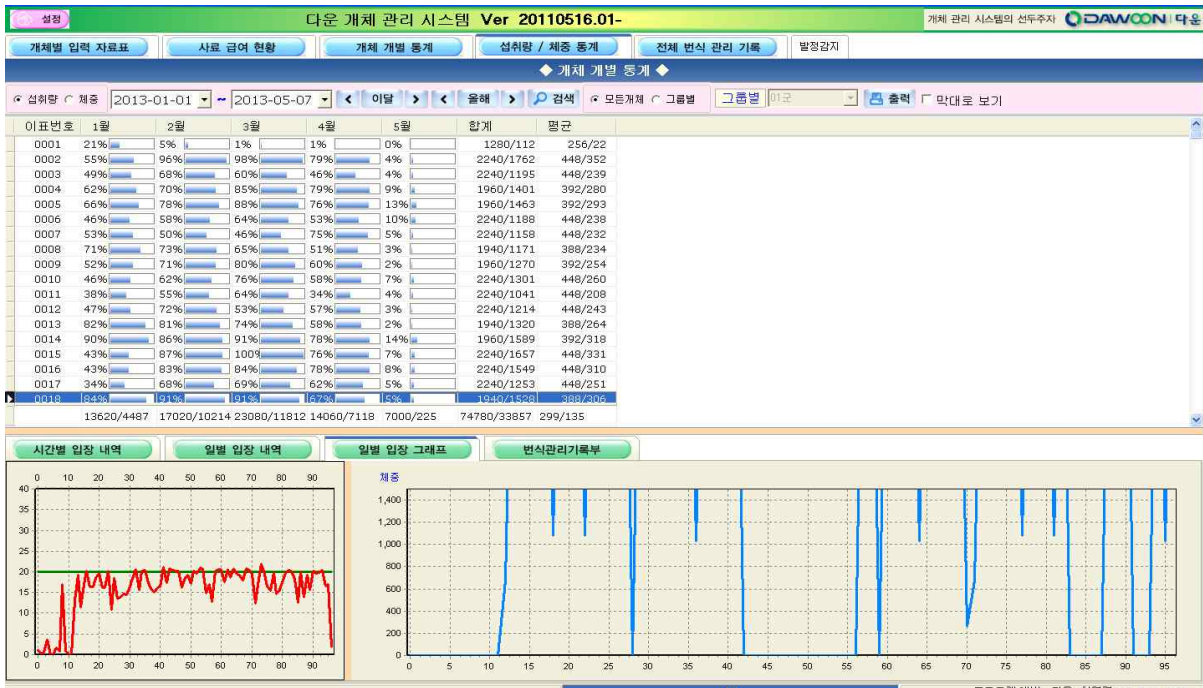 설정 다운 개체 관리 시스템 Ver 20110516.01- 개체 관리 시스템의 선두주자 DAWOON 다운
개체별 입력 자료표 사료 급여 현황 개체 개별 통계 섭취량 / 체중 통계 전체 번식 관리 기록 발정감지
◆ 개체 개별 통계 ◆
섭취량 체중 2013-01-01 ~ 2013-05-07 < 이달 > < 올해 > 검색 모든개체 그룹별 그룹별 01군 출력 막대로 보기
이표번호 1월 2월 3월 4월 5월 합계 평균
0001 21% 5% 1% 1% 0% 1280/112 256/22
0002 55% 96% 98% 79% 4% 2240/1762 448/352
0003 49% 68% 60% 46% 4% 2240/1195 448/239
0004 62% 70% 85% 79% 9% 1960/1401 392/280
0005 66% 78% 88% 76% 13% 1960/1463 392/293
0006 46% 58% 64% 53% 10% 2240/1188 448/238
0007 53% 50% 46% 75% 5% 2240/1158 448/232
0008 71% 73% 65% 51% 3% 1940/1171 388/234
0009 52% 71% 80% 60% 2% 1960/1270 392/254
0010 46% 62% 76% 58% 7% 2240/1301 448/260
0011 38% 55% 64% 34% 4% 2240/1041 448/208
0012 47% 72% 53% 57% 3% 2240/1214 448/243
0013 82% 81% 74% 58% 2% 1940/1320 388/264
0014 90% 86% 91% 78% 14% 1960/1589 392/318
0015 43% 87% 100% 76% 7% 2240/1657 448/331
0016 43% 83% 84% 78% 8% 2240/1549 448/310
0017 34% 68% 69% 62% 5% 2240/1253 448/251
0018 84% 91% 91% 67% 5% 1940/1528 388/306
13620/4487 17020/10214 23080/11812 14060/7118 7000/225 74780/33857 299/135
시간별 입장 내역 일별 입장 내역 일별 입장 그래프 번식관리기록부
0 10 20 30 40 50 60 70 80 90
40
35
30
25
20
15
10
5
0
0 10 20 30 40 50 60 70 80 90
체중
1,400
1,200
1,000
800
600
400
200
0
0 5 10 15 20 25 30 35 40 45 50 55 60 65 70 75 80 85 90 95